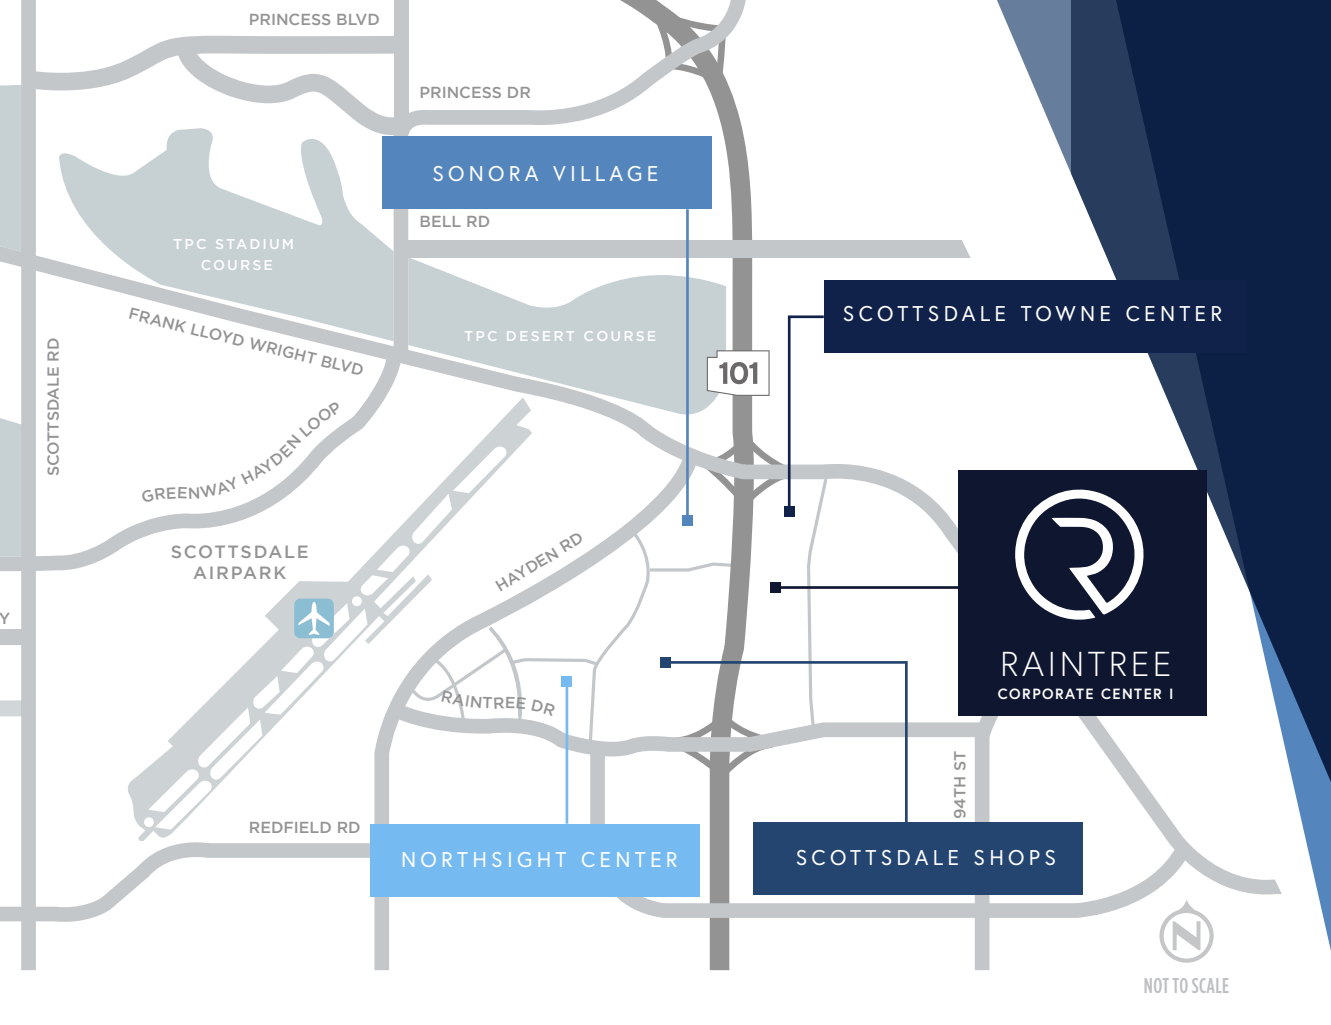 PRINCESS BLVD
PRINCESS DR
SONORA VILLAGE
BELL RD
TPC STADIUM
COURSE
SCOTTSDALE TOWNE CENTER
FRANK LLOYD WRIGHT BLVD
TPC DESERT COURSE
101
SCOTTSDALE RD
GREENWAY HAYDEN LOOP
SCOTTSDALE
AIRPARK
HAYDEN RD
R
Y
RAINTREE
CORPORATE CENTER I
RAINTREE DR
94TH ST
REDFIELD RD
NORTHSIGHT CENTER
SCOTTSDALE SHOPS
N
NOT TO SCALE